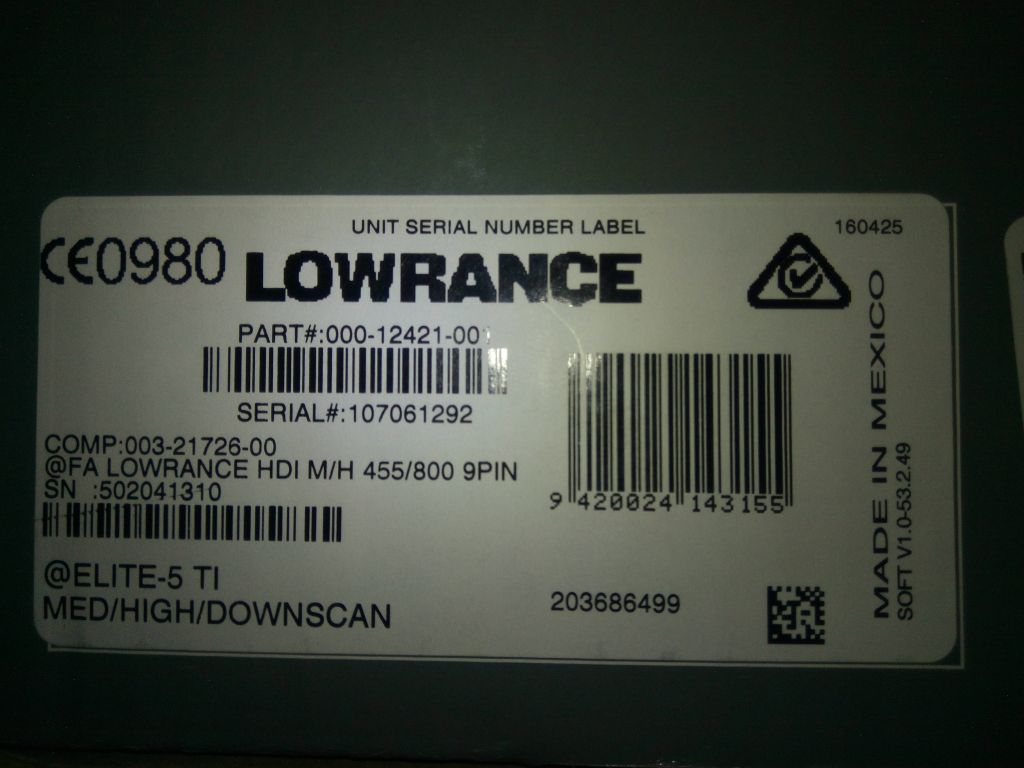 UNIT SERIAL NUMBER LABEL
160425
CE0980
LOWRANCE
PART#:000-12421-001
SERIAL#:107061292
COMP:003-21726-00
@FA LOWRANCE HDI M/H 455/800 9PIN
SN :502041310
9 420024 143155
@ELITE-5 TI
MED/HIGH/DOWNSCAN
203686499
MADE IN MEXICO
SOFT V1.0-53.2.49